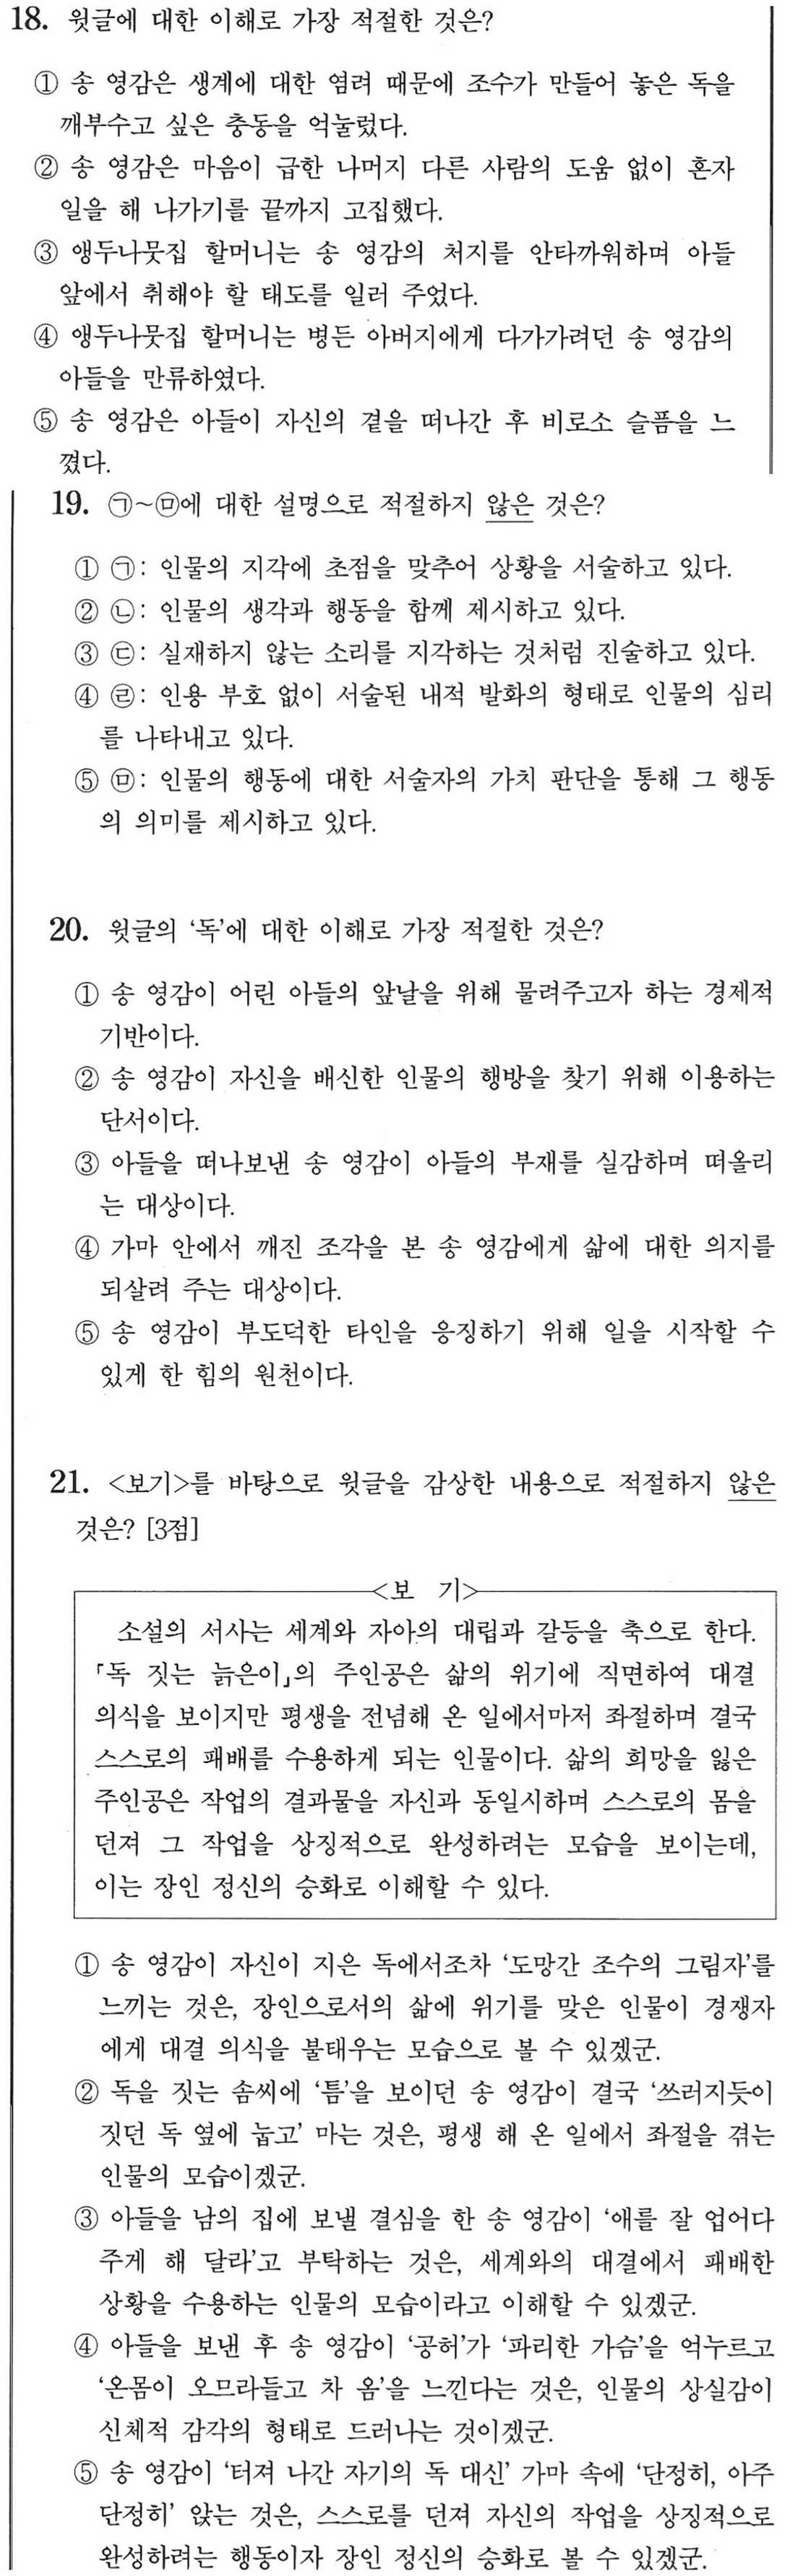 18. 윗글에 대한 이해로 가장 적절한 것은?
① 송 영감은 생계에 대한 염려 때문에 조수가 만들어 놓은 독을
깨부수고 싶은 충동을 억눌렀다.
② 송 영감은 마음이 급한 나머지 다른 사람의 도움 없이 혼자
일을 해 나가기를 끝까지 고집했다.
③ 앵두나뭇집 할머니는 송 영감의 처지를 안타까워하며 아들
앞에서 취해야 할 태도를 일러 주었다.
④ 앵두나뭇집 할머니는 병든 아버지에게 다가가려던 송 영감의
아들을 만류하였다.
⑤ 송 영감은 아들이 자신의 곁을 떠나간 후 비로소 슬픔을 느
꼈다.
19. ㉠~㉤에 대한 설명으로 적절하지 않은 것은?
① ㉠: 인물의 지각에 초점을 맞추어 상황을 서술하고 있다.
② ㉡: 인물의 생각과 행동을 함께 제시하고 있다.
③ ㉢: 실재하지 않는 소리를 지각하는 것처럼 진술하고 있다.
④ ㉣: 인용 부호 없이 서술된 내적 발화의 형태로 인물의 심리
를 나타내고 있다.
⑤ ㉤: 인물의 행동에 대한 서술자의 가치 판단을 통해 그 행동
의 의미를 제시하고 있다.
20. 윗글의 ‘독’에 대한 이해로 가장 적절한 것은?
① 송 영감이 어린 아들의 앞날을 위해 물려주고자 하는 경제적
기반이다.
② 송 영감이 자신을 배신한 인물의 행방을 찾기 위해 이용하는
단서이다.
③ 아들을 떠나보낸 송 영감이 아들의 부재를 실감하며 떠올리
는 대상이다.
④ 가마 안에서 깨진 조각을 본 송 영감에게 삶에 대한 의지를
되살려 주는 대상이다.
⑤ 송 영감이 부도덕한 타인을 응징하기 위해 일을 시작할 수
있게 한 힘의 원천이다.
21. <보기>를 바탕으로 윗글을 감상한 내용으로 적절하지 않은
것은? [3점]
<보 기>
소설의 서사는 세계와 자아의 대립과 갈등을 축으로 한다.
「독 짓는 늙은이」의 주인공은 삶의 위기에 직면하여 대결
의식을 보이지만 평생을 전념해 온 일에서마저 좌절하며 결국
스스로의 패배를 수용하게 되는 인물이다. 삶의 희망을 잃은
주인공은 작업의 결과물을 자신과 동일시하며 스스로의 몸을
던져 그 작업을 상징적으로 완성하려는 모습을 보이는데,
이는 장인 정신의 승화로 이해할 수 있다.
① 송 영감이 자신이 지은 독에서조차 ‘도망간 조수의 그림자’를
느끼는 것은, 장인으로서의 삶에 위기를 맞은 인물이 경쟁자
에게 대결 의식을 불태우는 모습으로 볼 수 있겠군.
② 독을 짓는 솜씨에 ‘틈’을 보이던 송 영감이 결국 ‘쓰러지듯이
짓던 독 옆에 눕고’ 마는 것은, 평생 해 온 일에서 좌절을 겪는
인물의 모습이겠군.
③ 아들을 남의 집에 보낼 결심을 한 송 영감이 ‘애를 잘 업어다
주게 해 달라’고 부탁하는 것은, 세계와의 대결에서 패배한
상황을 수용하는 인물의 모습이라고 이해할 수 있겠군.
④ 아들을 보낸 후 송 영감이 ‘공허’가 ‘파리한 가슴’을 억누르고
‘온몸이 오므라들고 차 옴’을 느낀다는 것은, 인물의 상실감이
신체적 감각의 형태로 드러나는 것이겠군.
⑤ 송 영감이 ‘터져 나간 자기의 독 대신’ 가마 속에 ‘단정히, 아주
단정히’ 앉는 것은, 스스로를 던져 자신의 작업을 상징적으로
완성하려는 행동이자 장인 정신의 승화로 볼 수 있겠군.